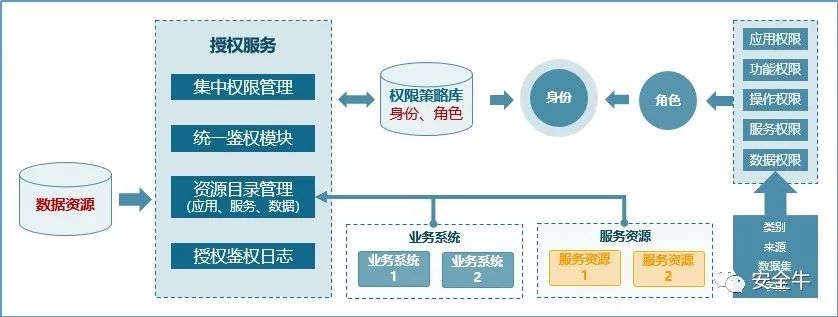 授权服务
集中权限管理
统一鉴权模块
资源目录管理
(应用、服务、数据)
授权鉴权日志
数据资源
权限策略库
身份、角色
身份
角色
应用权限
功能权限
操作权限
服务权限
数据权限
类别
来源
数据集
业务系统
业务系统
1
业务系统
2
服务资源
服务资源
1
服务资源
2
安全牛